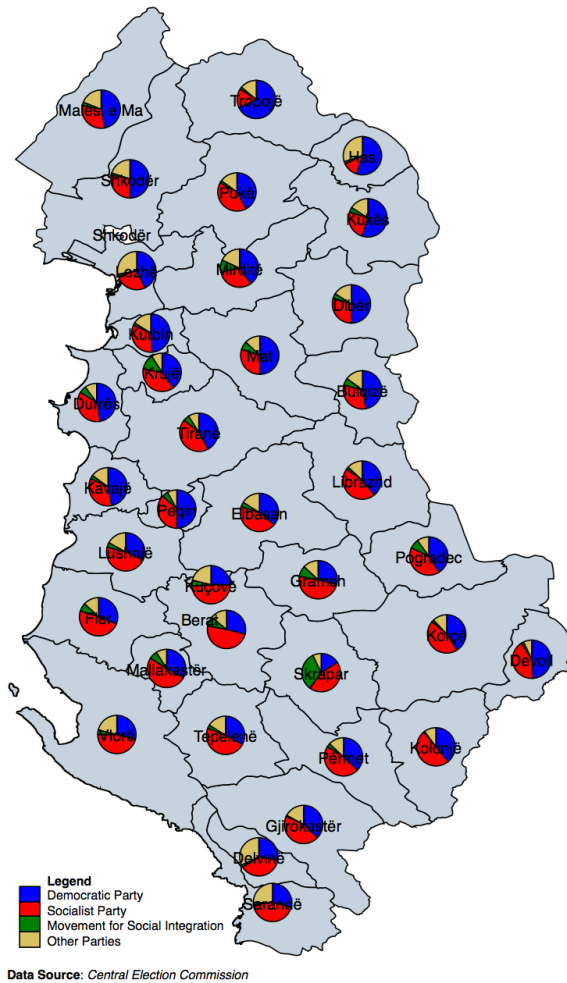 Tropojë
Malësi e Ma
Has
Shkodër
Pukë
Kukës
Shkodër
Lezhë
Mirditë
Dibër
Kurbin
Mat
Krujë
Bulqizë
Durrës
Tiranë
Librazhd
Kavajë
Peqin
Elbasan
Lushnjë
Pogradec
Gramsh
Kuçovë
Fier
Berat
Korçë
Devoll
Mallakastër
Skrapar
Vlorë
Tepelenë
Kolonjë
Përmet
Gjirokastër
Delvinë
Sarandë
Legend
Democratic Party
Socialist Party
Movement for Social Integration
Other Parties
Data Source: Central Election Commission